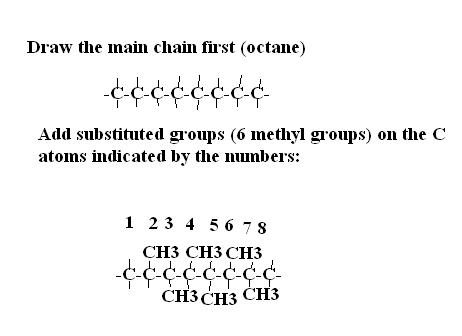 Draw the main chain first (octane)
-C-C-C-C-C-C-C-C-
Add substituted groups (6 methyl groups) on the C
atoms indicated by the numbers:
1 2 3 4 5 6 7 8
CH3 CH3 CH3
-C-C-C-C-C-C-C-C-
CH3 CH3 CH3